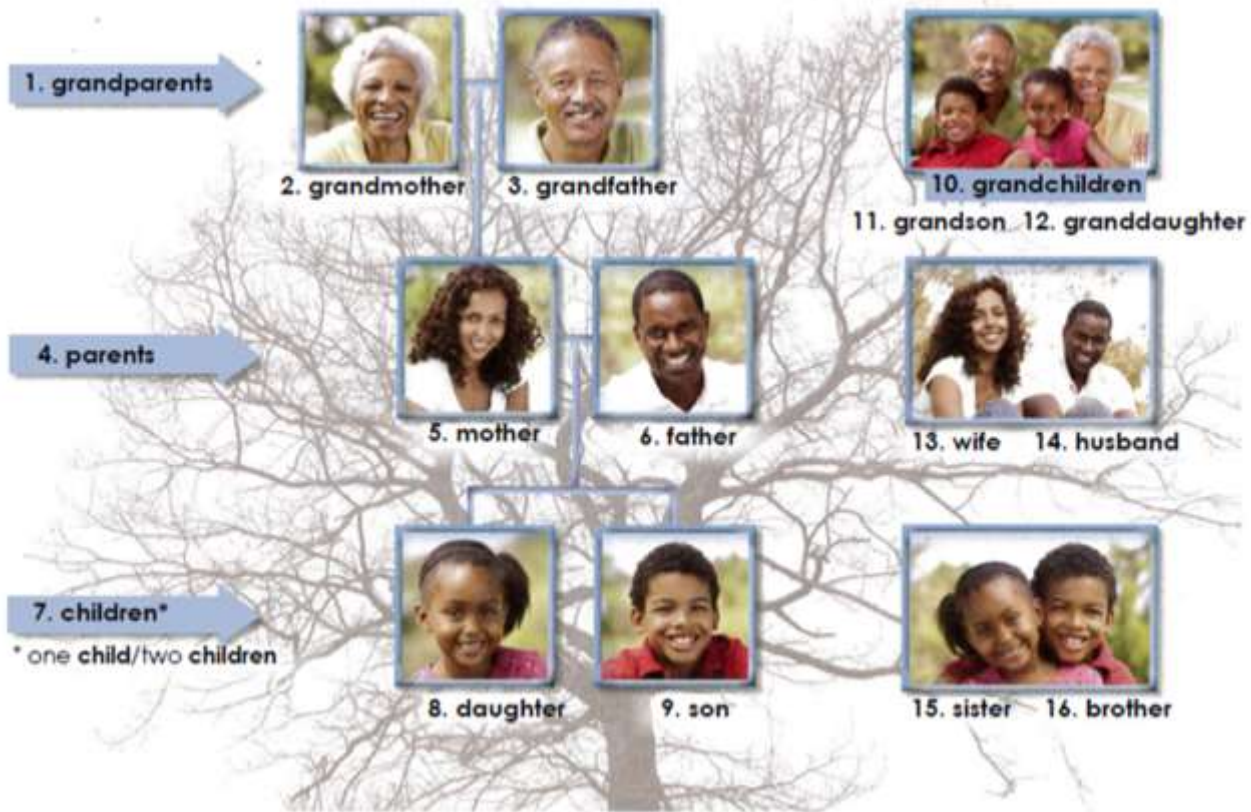 1. grandparents
2. grandmother
3. grandfather
10. grandchildren
11. grandson 12. granddaughter
4. parents
5. mother
6. father
13. wife 14. husband
7. children*
* one child/two children
8. daughter
9. son
15. sister 16. brother